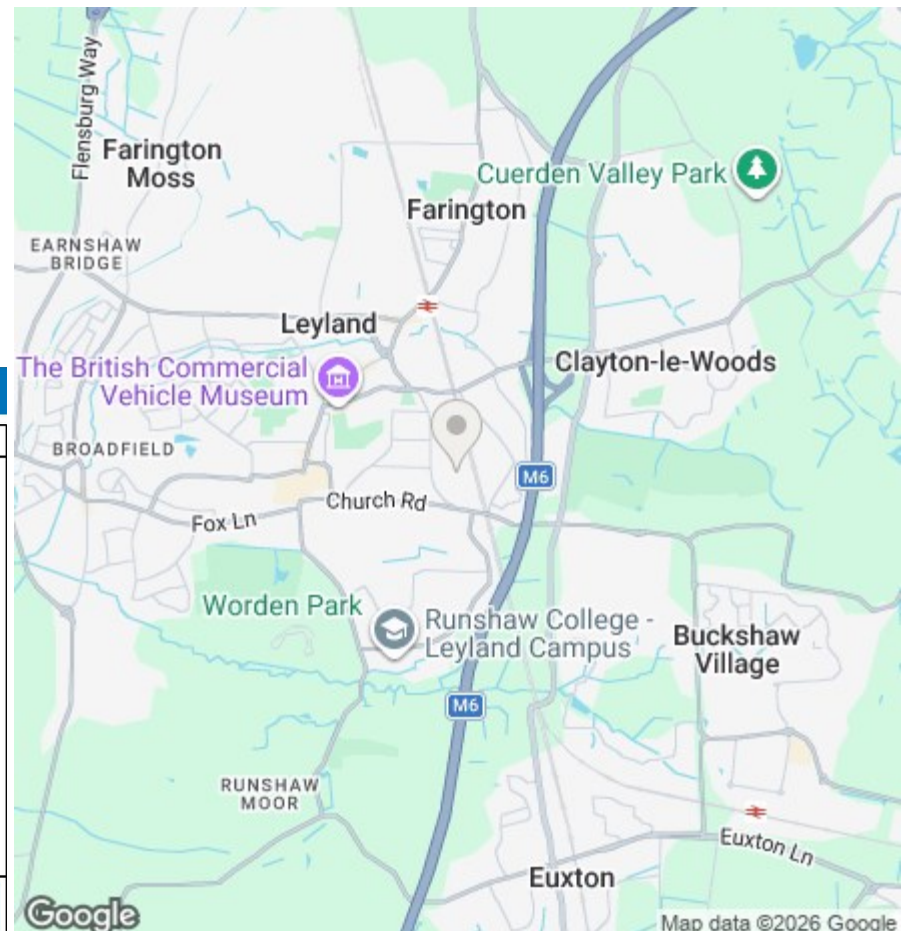 Flensburg Way
Farington
Moss
Cuerden Valley Park
Farington
EARNSHAW
BRIDGE
Leyland
The British Commercial
Vehicle Museum
Clayton-le-Woods
BROADFIELD
M6
Church Rd
Fox Ln
Worden Park
Runshaw College -
Leyland Campus
Buckshaw
Village
M6
RUNSHAW
MOOR
Euxton Ln
Euxton
Google
Map data ©2026 Google